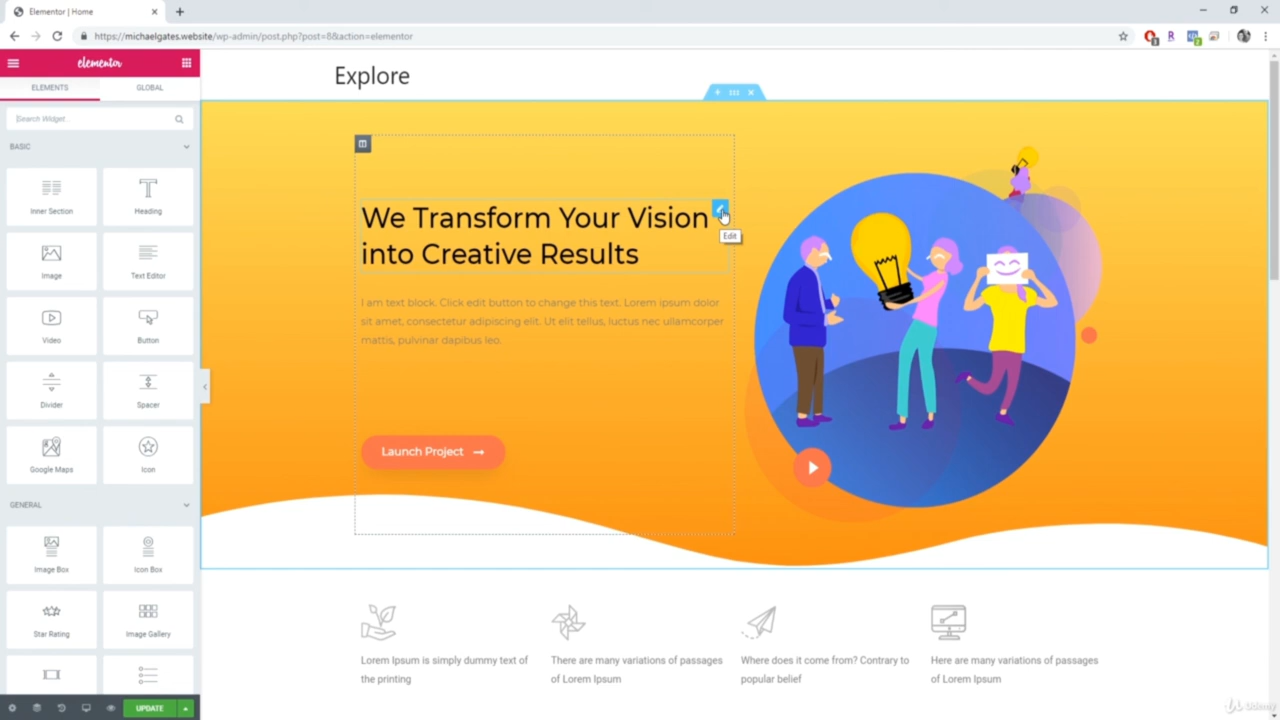 Elementor | Home
https://michaelgates.website/wp-admin/post.php?post=8&action=elementor
elementor
ELEMENTS
GLOBAL
Search Widget...
BASIC
Inner Section
Heading
Image
Text Editor
Video
Button
Divider
Spacer
Google Maps
Icon
GENERAL
Image Box
Icon Box
Star Rating
Image Gallery
UPDATE
Explore
We Transform Your Vision
into Creative Results
Edit
I am text block. Click edit button to change this text. Lorem ipsum dolor
sit amet, consectetur adipiscing elit. Ut elit tellus, luctus nec ullamcorper
mattis, pulvinar dapibus leo.
Launch Project
Lorem Ipsum is simply dummy text of
the printing
There are many variations of passages
of Lorem Ipsum
Where does it come from? Contrary to
popular belief
Here are many variations of passages
of Lorem Ipsum
Udemy